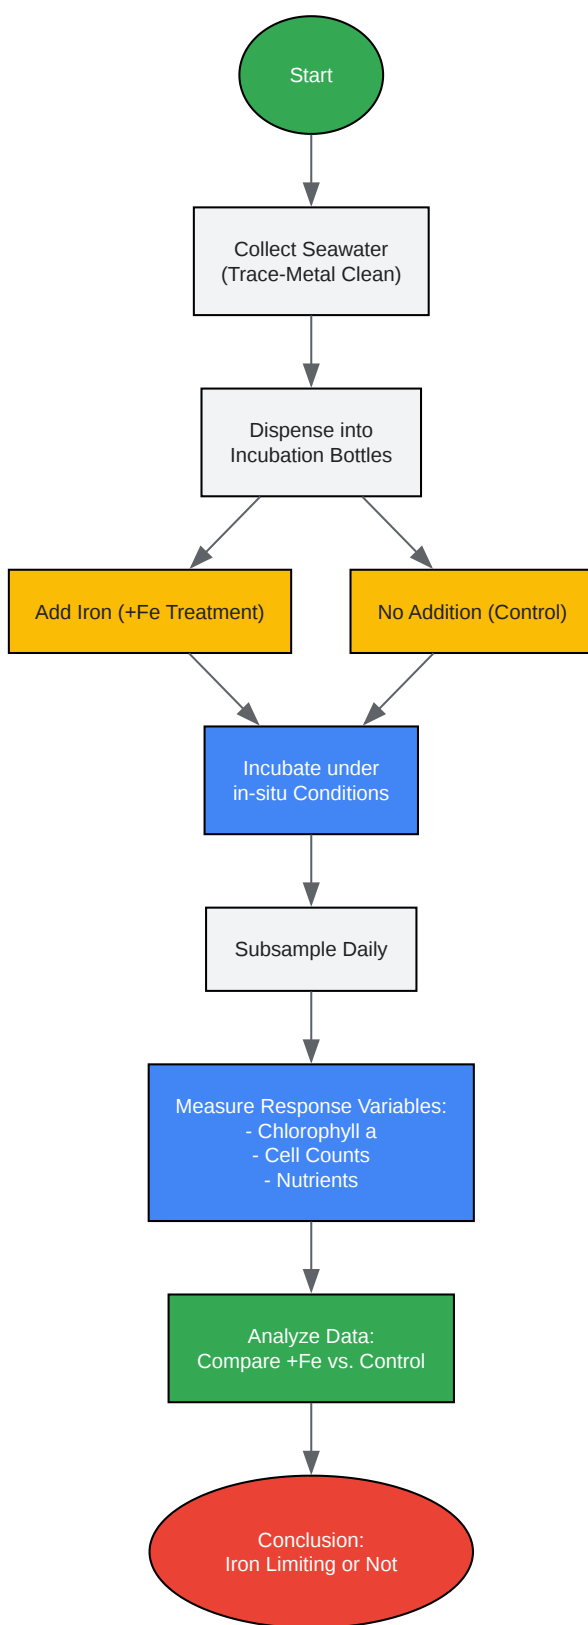 Start
Collect Seawater
(Trace-Metal Clean)
Dispense into
Incubation Bottles
Add Iron (+Fe Treatment)
No Addition (Control)
Incubate under
in-situ Conditions
Subsample Daily
Measure Response Variables:
- Chlorophyll a
- Cell Counts
- Nutrients
Analyze Data:
Compare +Fe vs. Control
Conclusion:
Iron Limiting or Not